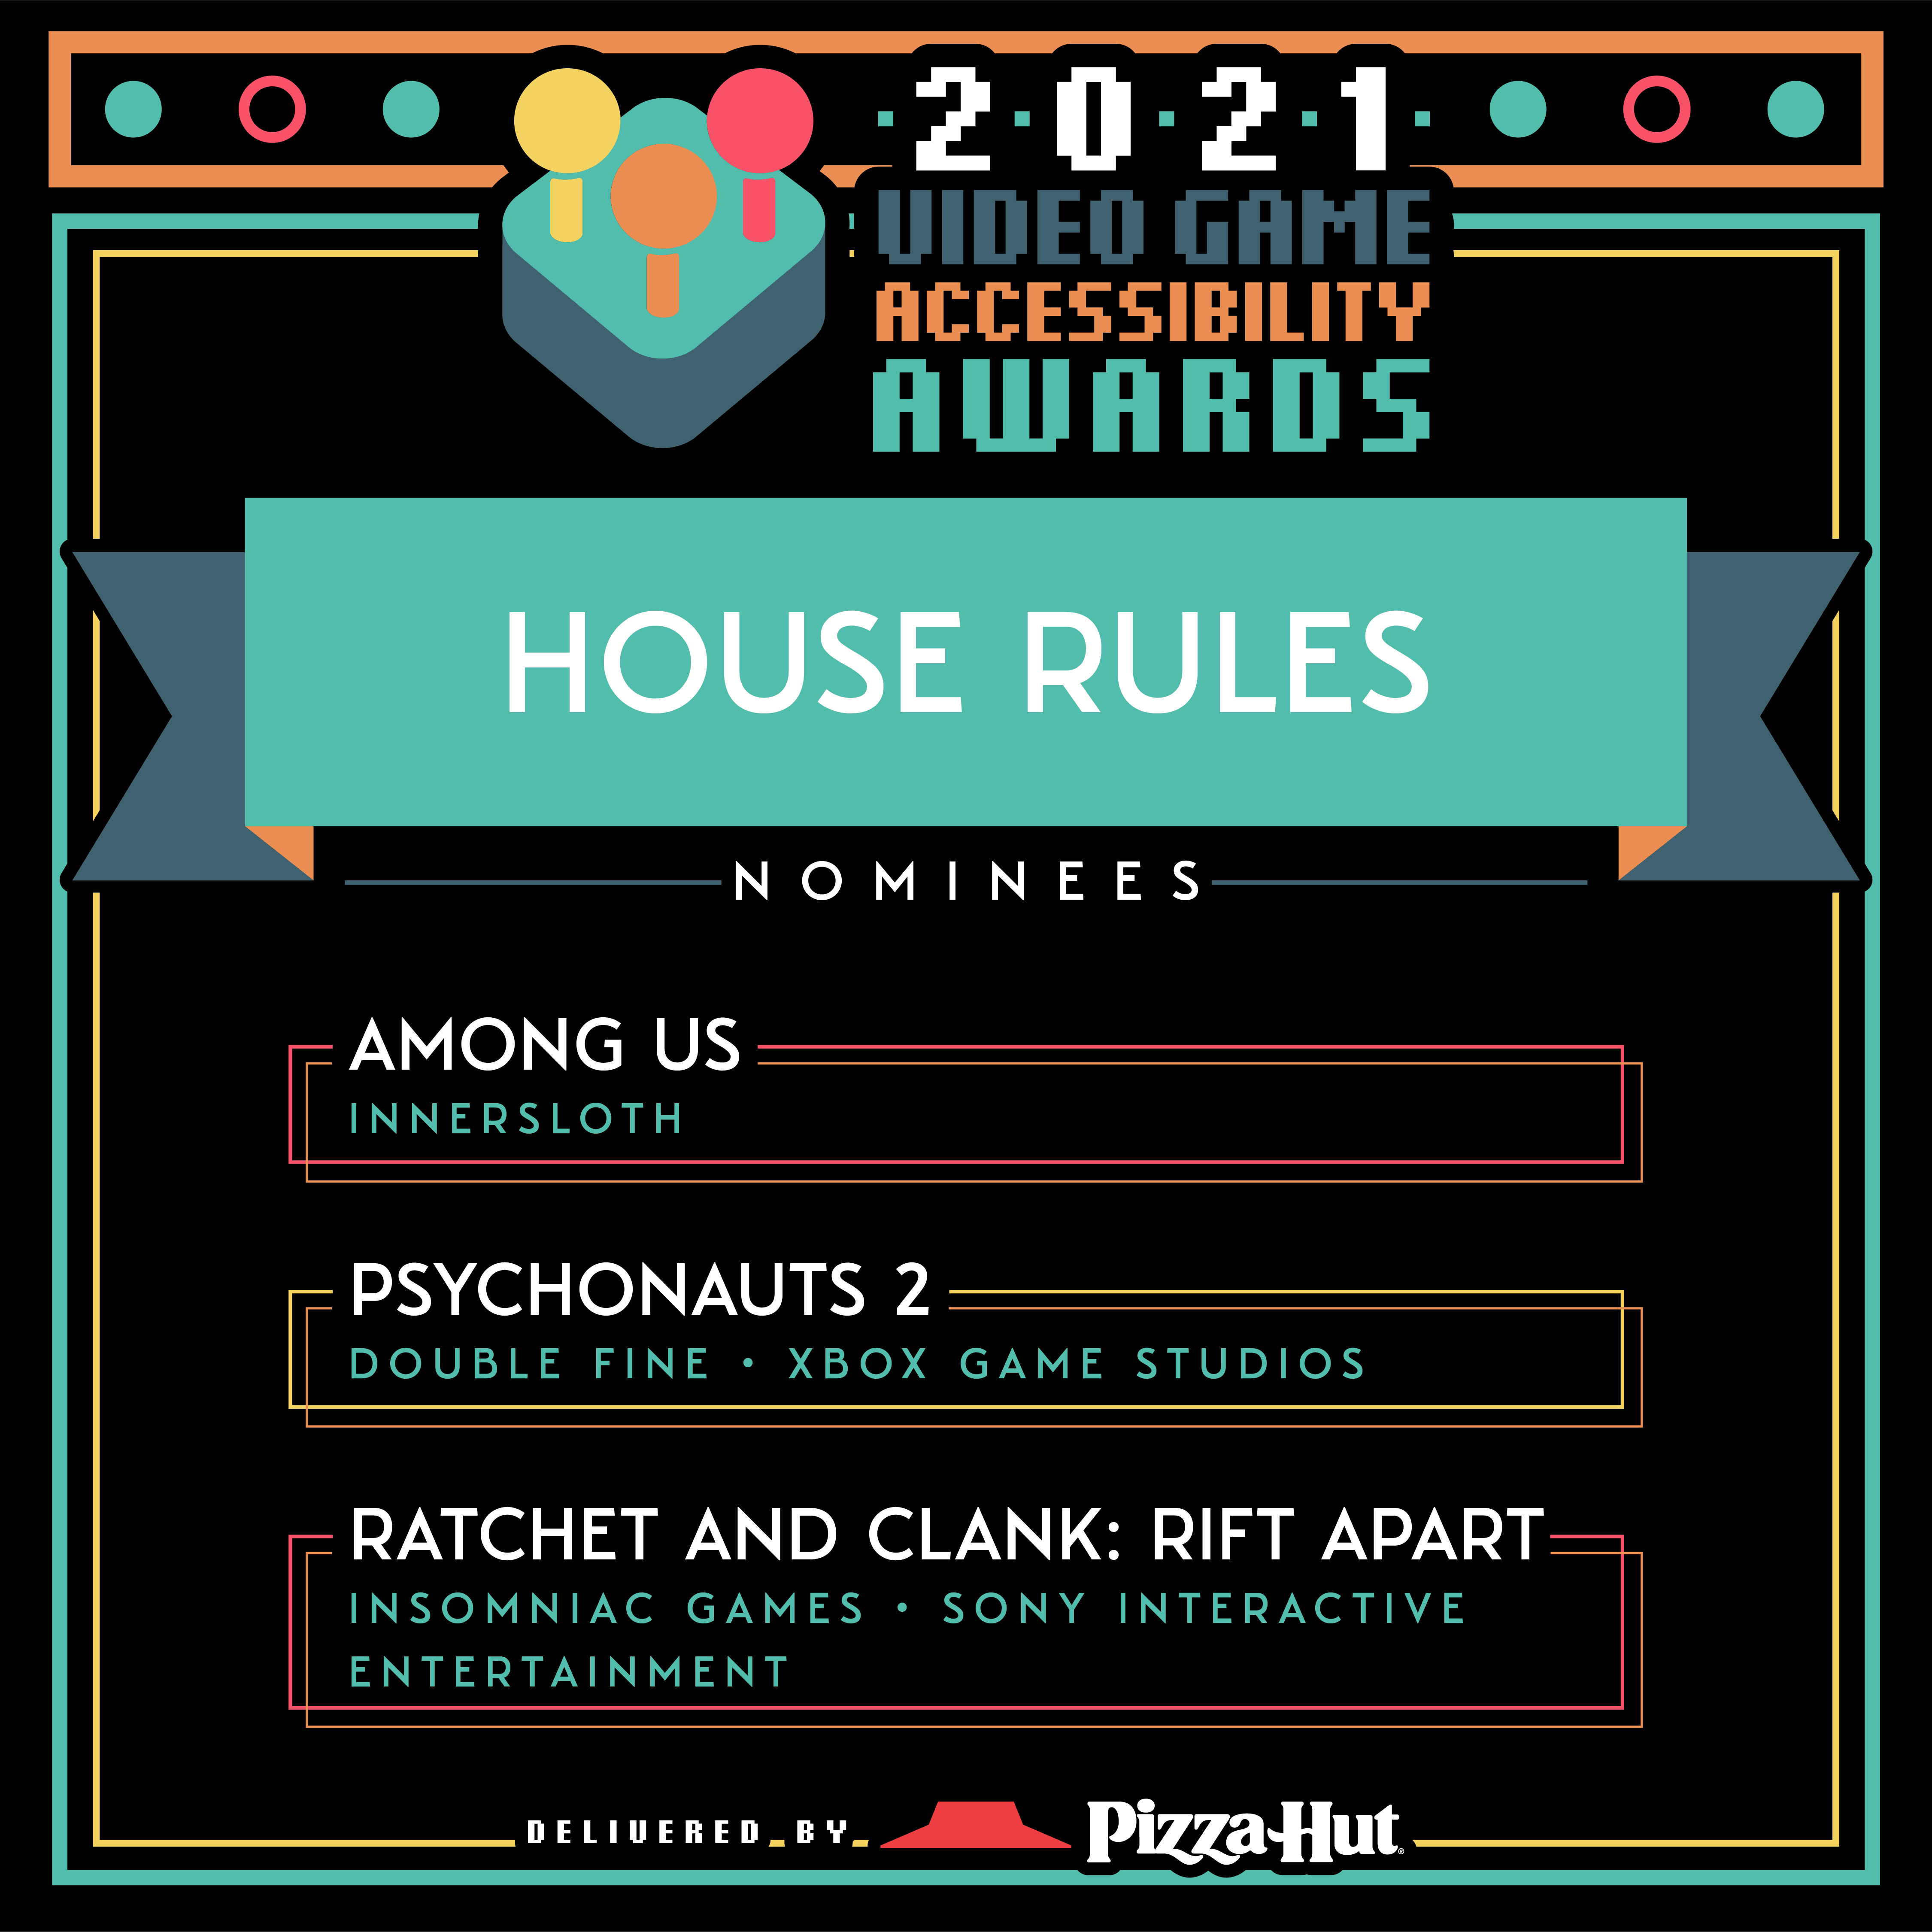 2·0·2·1
VIDEO GAME
ACCESSIBILITY
AWARDS
HOUSE RULES
NOMINEES
AMONG US
INNERSLOTH
PSYCHONAUTS 2
DOUBLE FINE • XBOX GAME STUDIOS
RATCHET AND CLANK: RIFT APART
INSOMNIAC GAMES • SONY INTERACTIVE
ENTERTAINMENT
DELIVERED BY Pizza Hut®